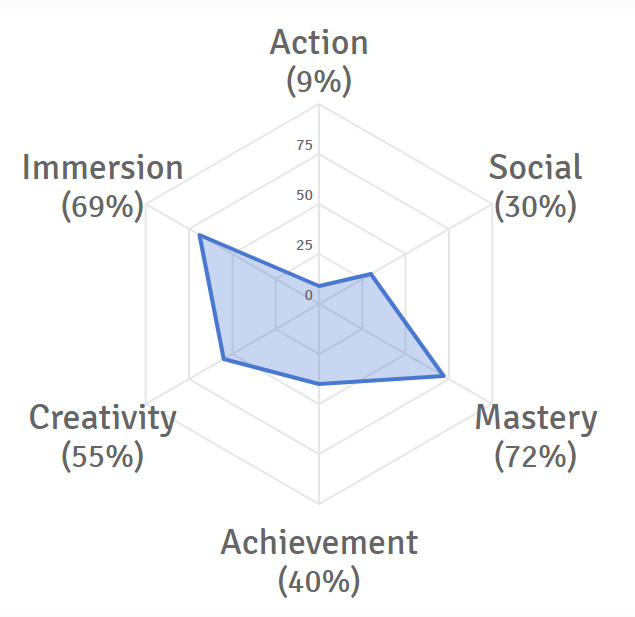 Action
(9%)
Immersion
(69%)
Social
(30%)
75
50
25
0
Creativity
(55%)
Mastery
(72%)
Achievement
(40%)